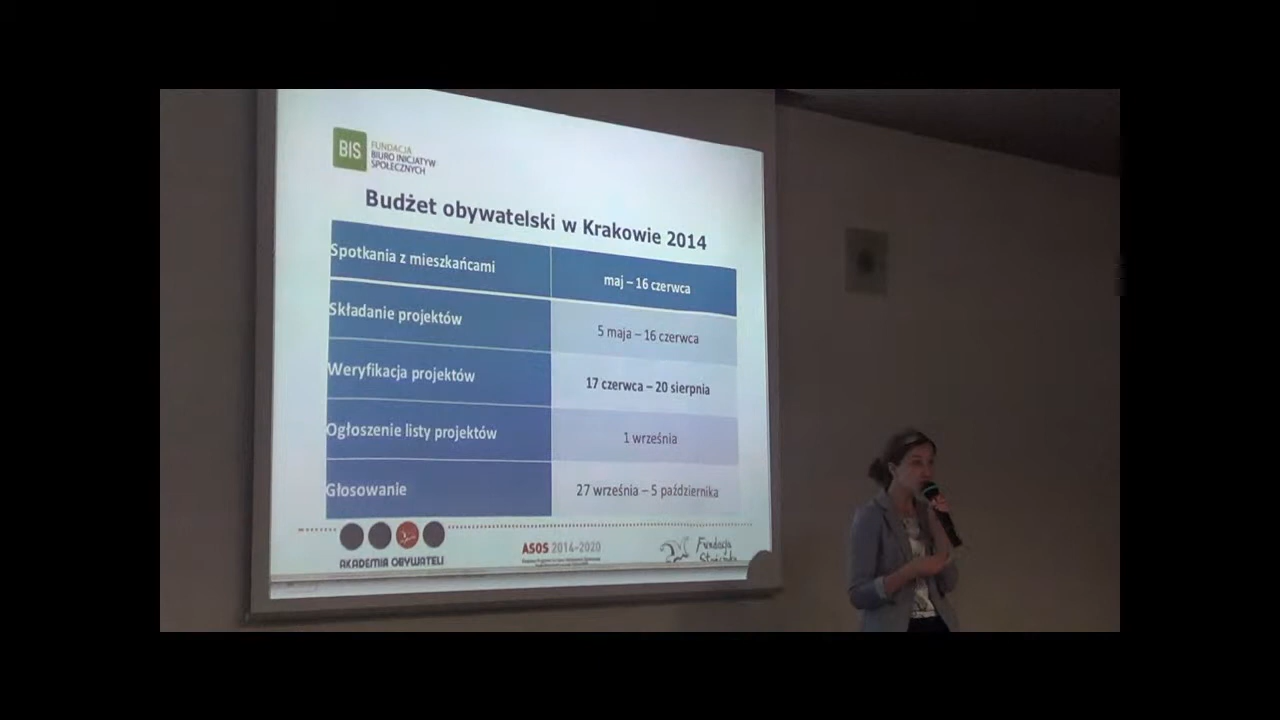 BIS
FUNDACJA
BIURO INICJATYW
SPOŁECZNYCH
Budżet obywatelski w Krakowie 2014
Spotkania z mieszkańcami maj – 16 czerwca
Składanie projektów 5 maja – 16 czerwca
Weryfikacja projektów 17 czerwca – 20 sierpnia
Ogłoszenie listy projektów 1 września
Głosowanie 27 września – 5 października
AKADEMIA OBYWATELI
ASOS 2014-2020
Fundacja